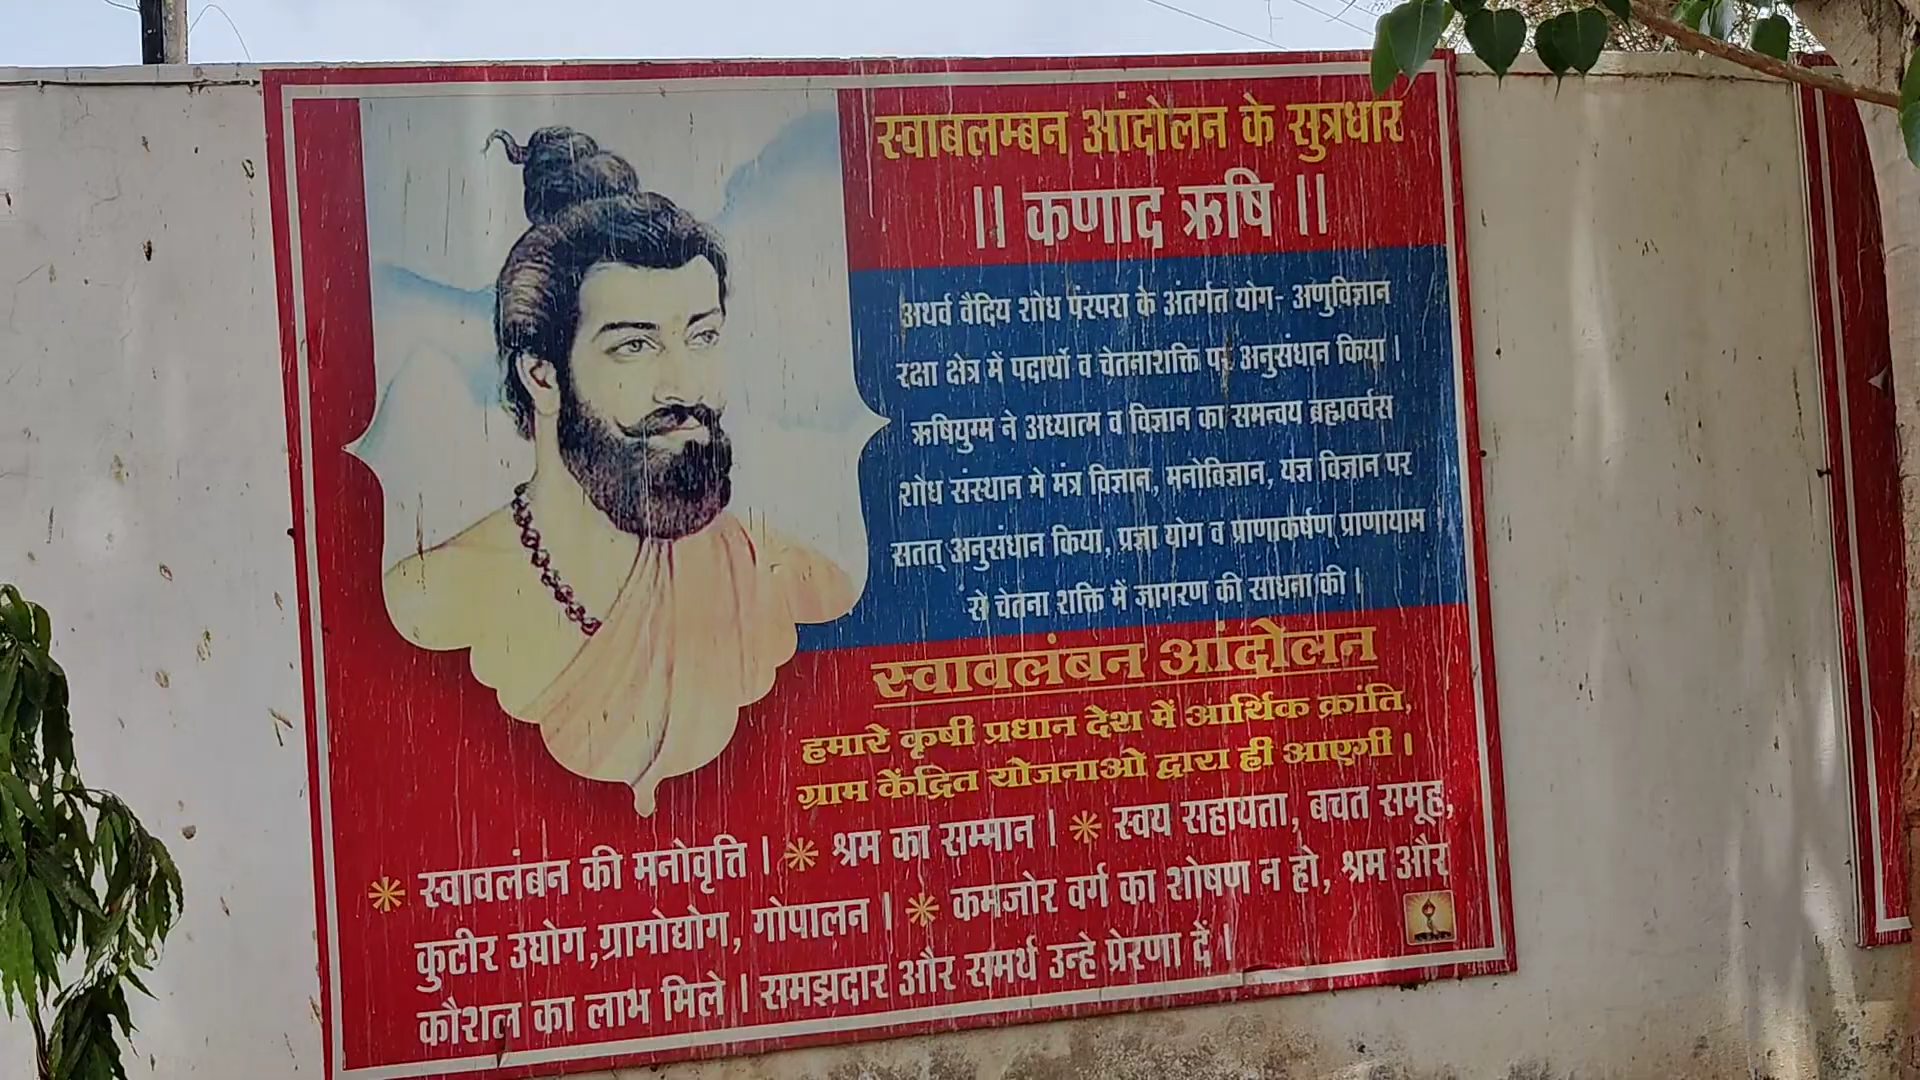 स्वाबलम्बन आंदोलन के सुत्रधार
|| कणाद ऋषि ||
अथर्व वैदिय शोध पंरपरा के अंतर्गत योग- अणुविज्ञान
रक्षा क्षेत्र में पदार्थो व चेतनाशक्ति पर अनुसंधान किया।
ऋषियुग्म ने अध्यात्म व विज्ञान का समन्वय ब्रह्मवर्चस
शोध संस्थान मे मंत्र विज्ञान, मनोविज्ञान, यज्ञ विज्ञान पर
सतत् अनुसंधान किया, प्रज्ञा योग व प्राणाकर्षण प्राणायाम
से चेतना शक्ति में जागरण की साधना की।
स्वावलंबन आंदोलन
हमारे कृषी प्रधान देश में आर्थिक क्रांति,
ग्राम केंद्रित योजनाओ द्वारा ही आएगी।
* स्वावलंबन की मनोवृति। * श्रम का सम्मान। * स्वय सहायता, बचत समूह,
कुटीर उघोग,ग्रामोद्योग, गोपालन। * कमजोर वर्ग का शोषण न हो, श्रम और
कौशल का लाभ मिले। समझदार और समर्थ उन्हे प्रेरणा दें।